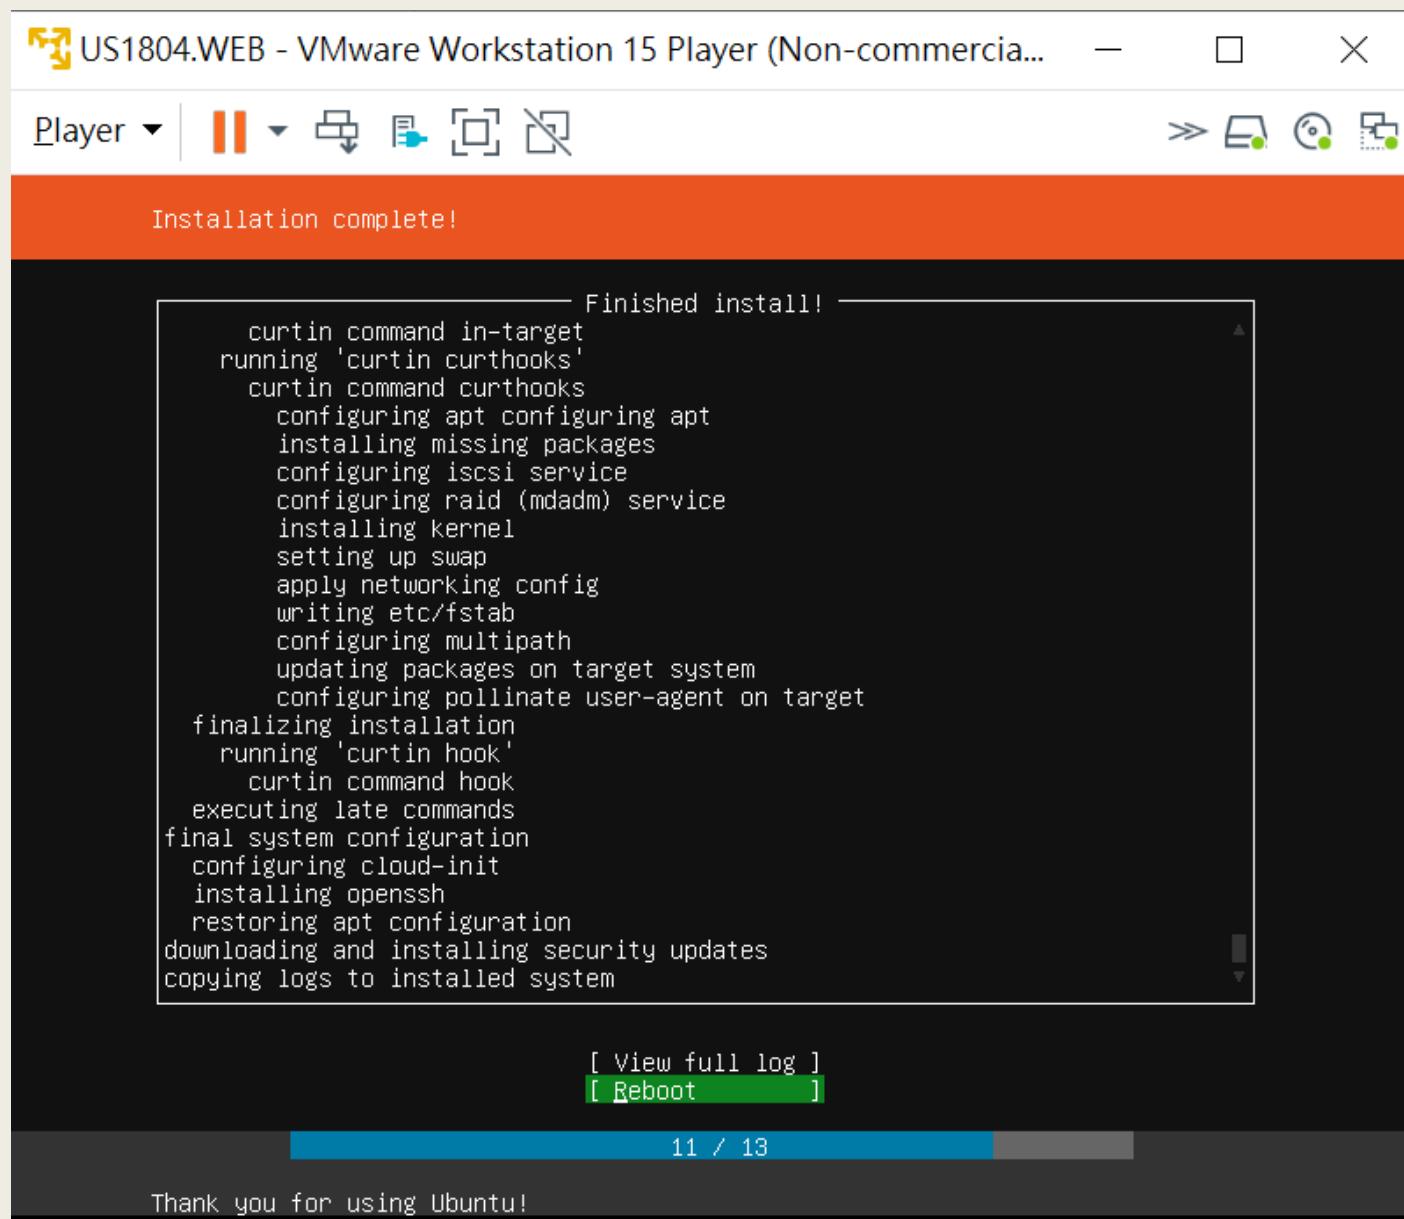 US1804.WEB - VMware Workstation 15 Player (Non-commercia...
Player
Installation complete!
Finished install!
curtin command in-target
running 'curtin curthooks'
curtin command curthooks
configuring apt configuring apt
installing missing packages
configuring iscsi service
configuring raid (mdadm) service
installing kernel
setting up swap
apply networking config
writing etc/fstab
configuring multipath
updating packages on target system
configuring pollinate user-agent on target
finalizing installation
running 'curtin hook'
curtin command hook
executing late commands
final system configuration
configuring cloud-init
installing openssh
restoring apt configuration
downloading and installing security updates
copying logs to installed system
[ View full log ]
[ Reboot ]
11 / 13
Thank you for using Ubuntu!